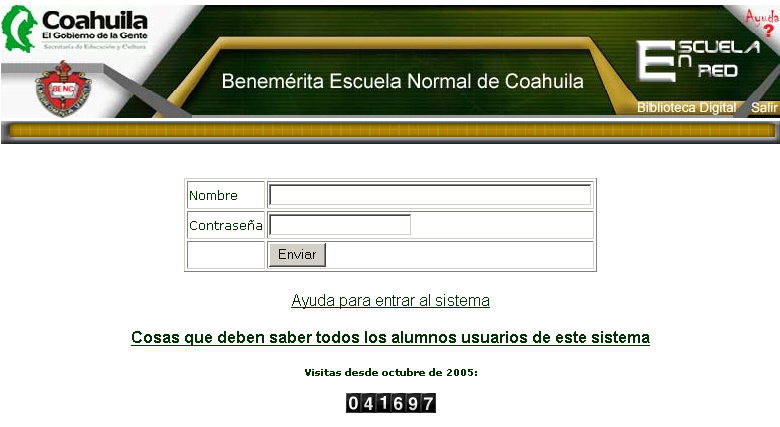 Coahuila
El Gobierno de la Gente
Secretaría de Educación y Cultura
BENC
Benemérita Escuela Normal de Coahuila
Ayuda
?
ESCUELA
EN RED
Biblioteca Digital Salir
Nombre
Contraseña
Enviar
Ayuda para entrar al sistema
Cosas que deben saber todos los alumnos usuarios de este sistema
Visitas desde octubre de 2005:
041697